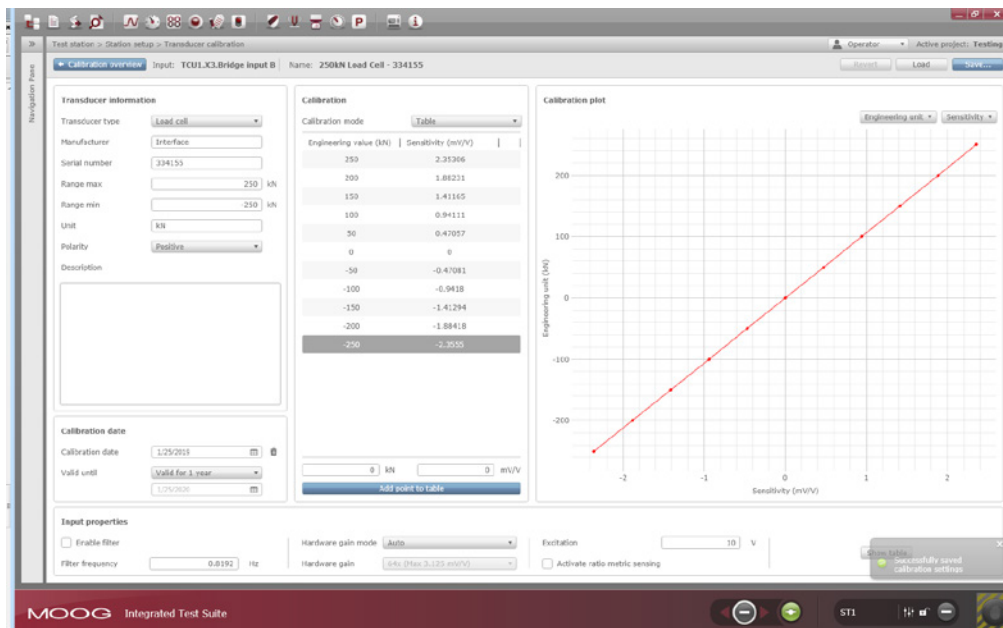 Test station > Station setup > Transducer calibration
Operator
Active project: Testing
Calibration overview
Input: TCU1.X3.Bridge input B
Name: 250kN Load Cell - 334155
Revert
Load
Save...
Navigation Pane
Transducer information
Transducer type
Load cell
Manufacturer
Interface
Serial number
334155
Range max
250 kN
Range min
-250 kN
Unit
kN
Polarity
Positive
Description
Calibration date
Calibration date
Valid until
Valid for 1 year
1/25/2020
Calibration
Calibration mode
Table
Engineering value (kN) | Sensitivity (mV/V)
250 2.35306
200 1.88231
150 1.41165
100 0.94111
50 0.47057
0 0
-50 -0.47081
-100 -0.9418
-150 -1.41294
-200 -1.88418
-250 -2.3555
0 kN
0 mV/V
Add point to table
Calibration plot
Engineering unit
Sensitivity
Engineering unit (kN)
200
100
0
-100
-200
-2 -1 0 1 2
Sensitivity (mV/V)
Input properties
Enable filter
Filter frequency
0.8192 Hz
Hardware gain mode
Auto
Hardware gain
64x (Max 3.125 mV/V)
Excitation
10 V
Activate ratio metric sensing
Show table
Successfully saved
calibration settings
MOOG Integrated Test Suite
ST1